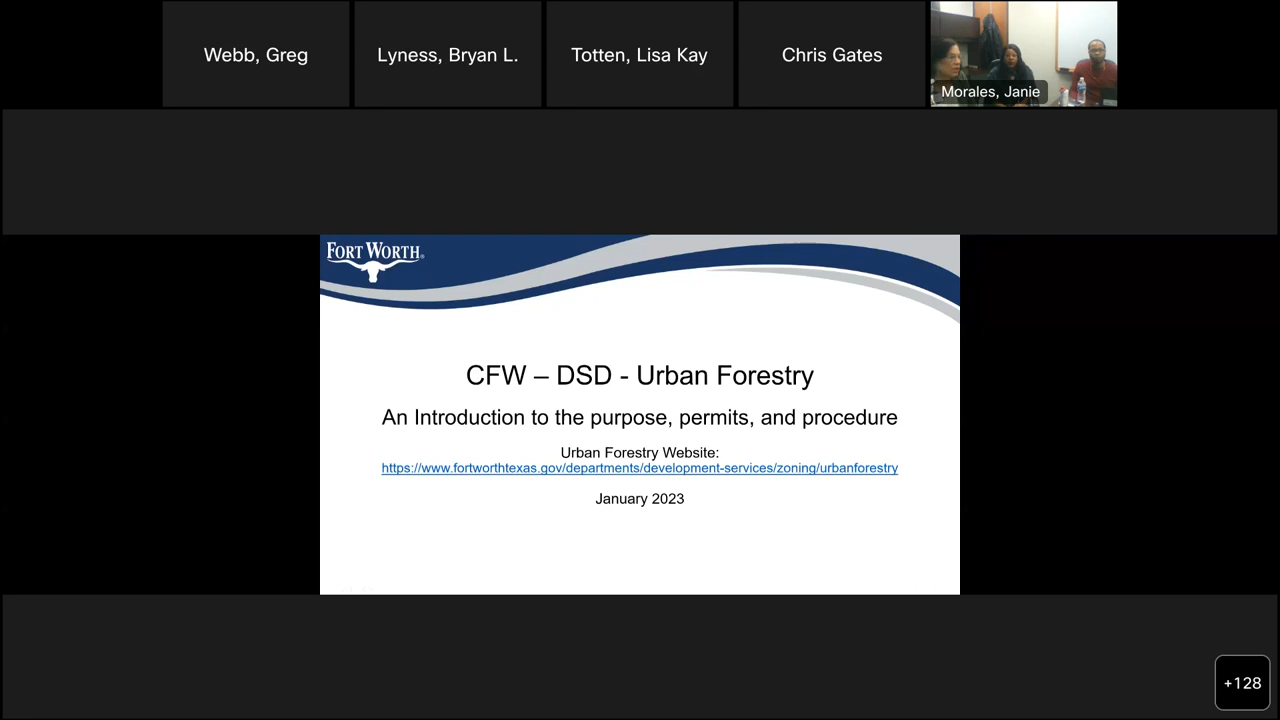 Webb, Greg
Lyness, Bryan L.
Totten, Lisa Kay
Chris Gates
Morales, Janie
FORT WORTH®
CFW – DSD - Urban Forestry
An Introduction to the purpose, permits, and procedure
Urban Forestry Website:
https://www.fortworthtexas.gov/departments/development-services/zoning/urbanforestry
January 2023
+128